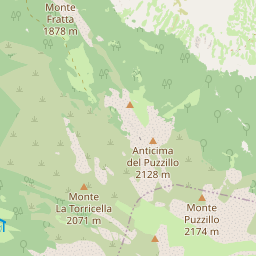 Monte
Fratta
1878 m
Anticima
del Puzzillo
2128 m
Monte
La Torricella
2071 m
Monte
Puzzillo
2174 m